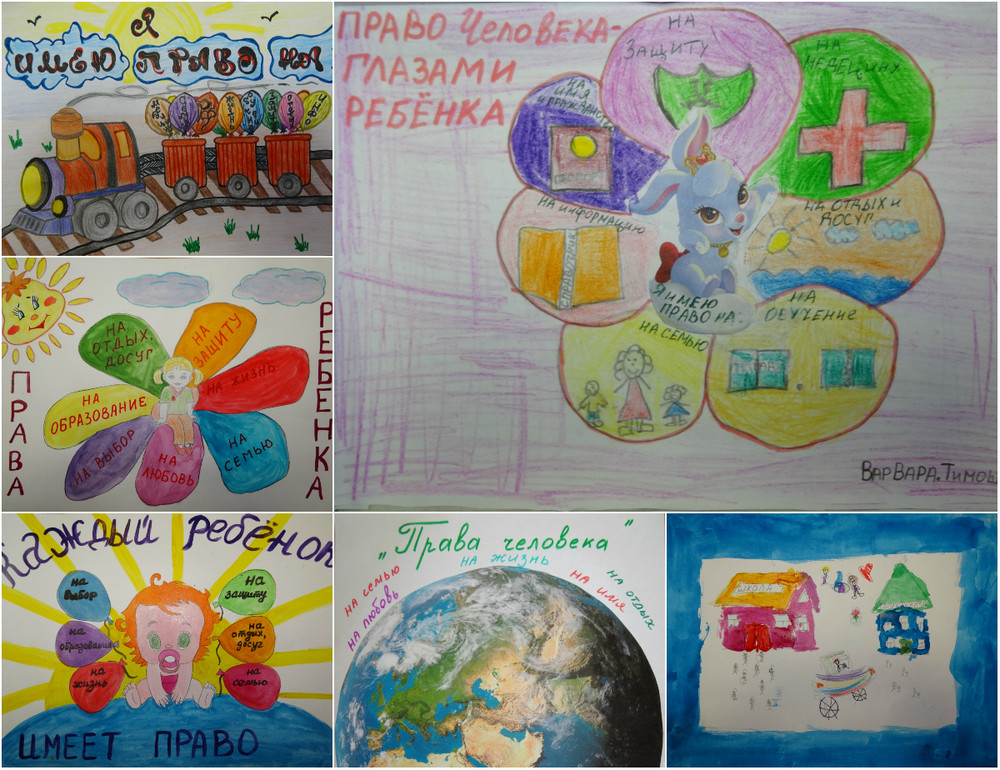 Я
ИМЕЮ ПРАВО НА
ПРАВО ЧЕЛОВЕКА-
ГЛАЗАМИ
РЕБЁНКА
НА
ЗАЩИТУ
НА
МЕДЕЦИНУ
НА
ИМЯ
НА ИНФОРМАЦИЮ
НА ОТДЫХ И
ДОСУГ
Я ИМЕЮ
ПРАВО НА.
НА
ОБУЧЕНИЕ
НА СЕМЬЮ
ВАРВАРА.ТИМОШ
ПРАВА
РЕБЕНКА
НА
ОТДЫХ,
ДОСУГ
НА
ЗАЩИТУ
НА ЖИЗНЬ
НА
ОБРАЗОВАНИЕ
НА
СЕМЬЮ
НА ВЫБОР
НА
ЛЮБОВЬ
Каждый ребёнок
на
выбор
на
образование
на
жизнь
на
защиту
на
отдых,
досуг
на
семью
ИМЕЕТ ПРАВО
„Права человека"
на семью
на любовь
на жизнь
на имя
на отдых
ШКОЛА